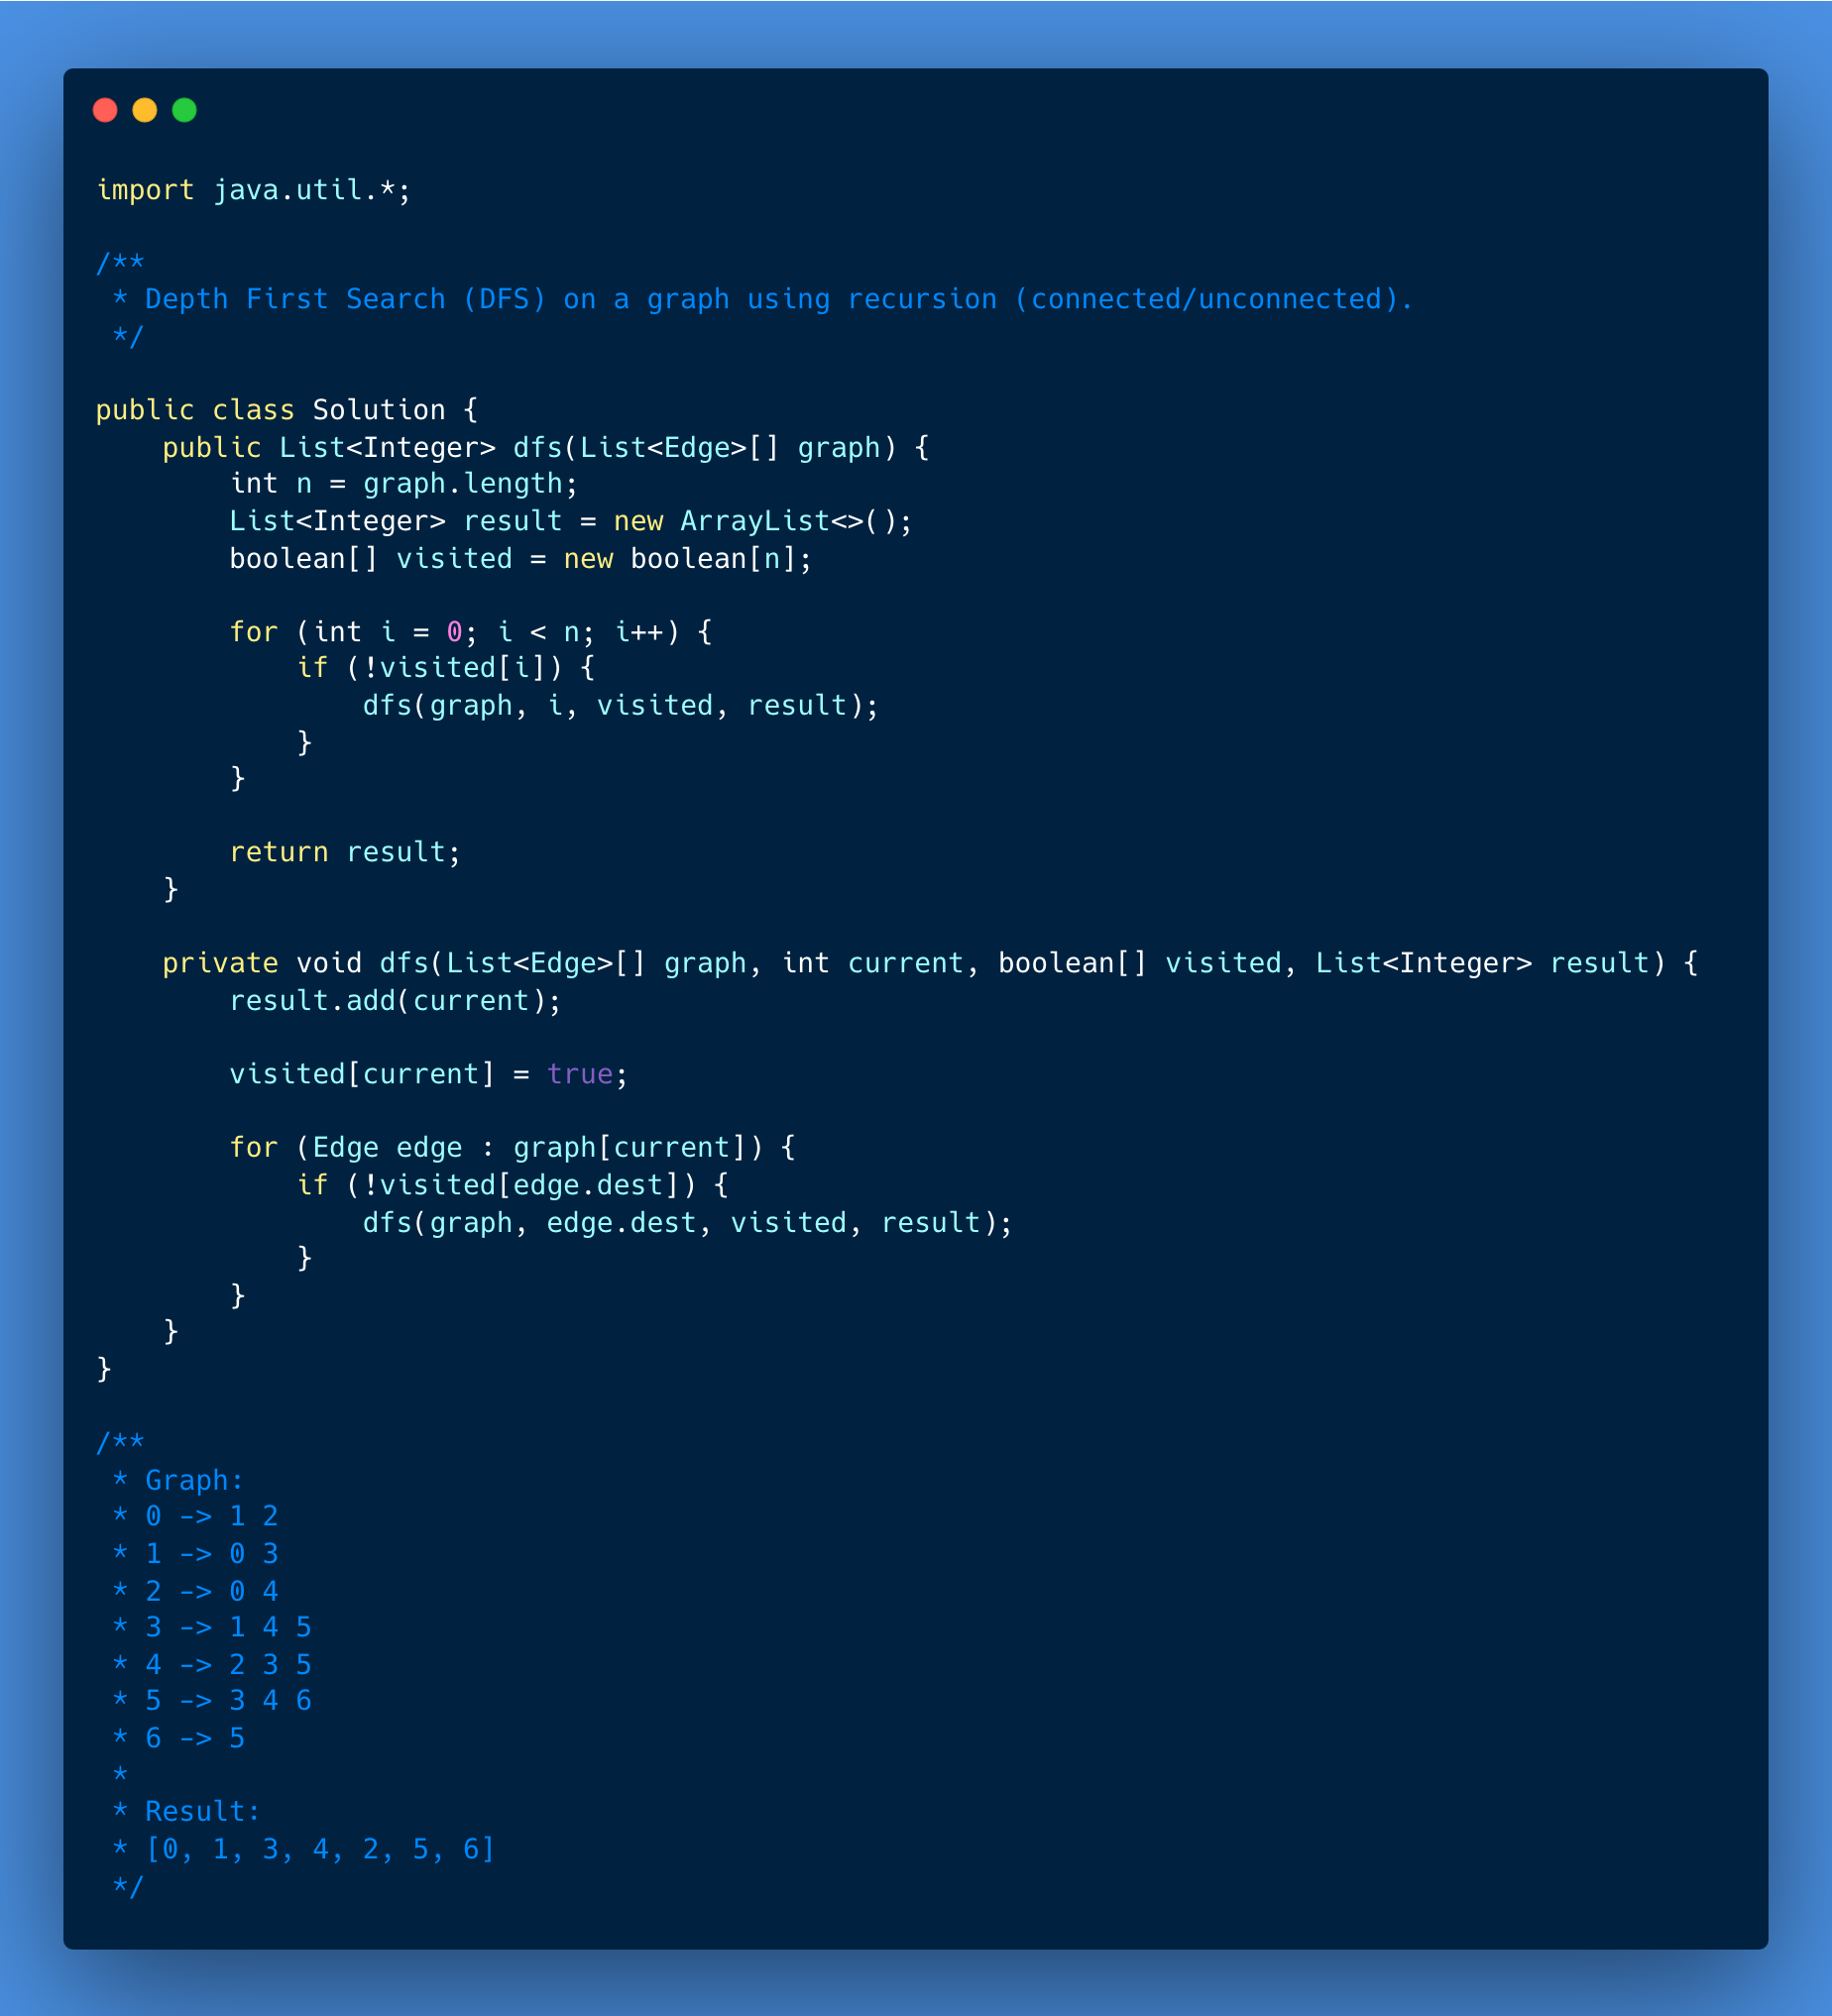 import java.util.*;

/**
 * Depth First Search (DFS) on a graph using recursion (connected/unconnected).
 */

public class Solution {
    public List<Integer> dfs(List<Edge>[] graph) {
        int n = graph.length;
        List<Integer> result = new ArrayList<>();
        boolean[] visited = new boolean[n];

        for (int i = 0; i < n; i++) {
            if (!visited[i]) {
                dfs(graph, i, visited, result);
            }
        }

        return result;
    }

    private void dfs(List<Edge>[] graph, int current, boolean[] visited, List<Integer> result) {
        result.add(current);

        visited[current] = true;

        for (Edge edge : graph[current]) {
            if (!visited[edge.dest]) {
                dfs(graph, edge.dest, visited, result);
            }
        }
    }
}

/**
 * Graph:
 * 0 -> 1 2
 * 1 -> 0 3
 * 2 -> 0 4
 * 3 -> 1 4 5
 * 4 -> 2 3 5
 * 5 -> 3 4 6
 * 6 -> 5
 *
 * Result:
 * [0, 1, 3, 4, 2, 5, 6]
 */